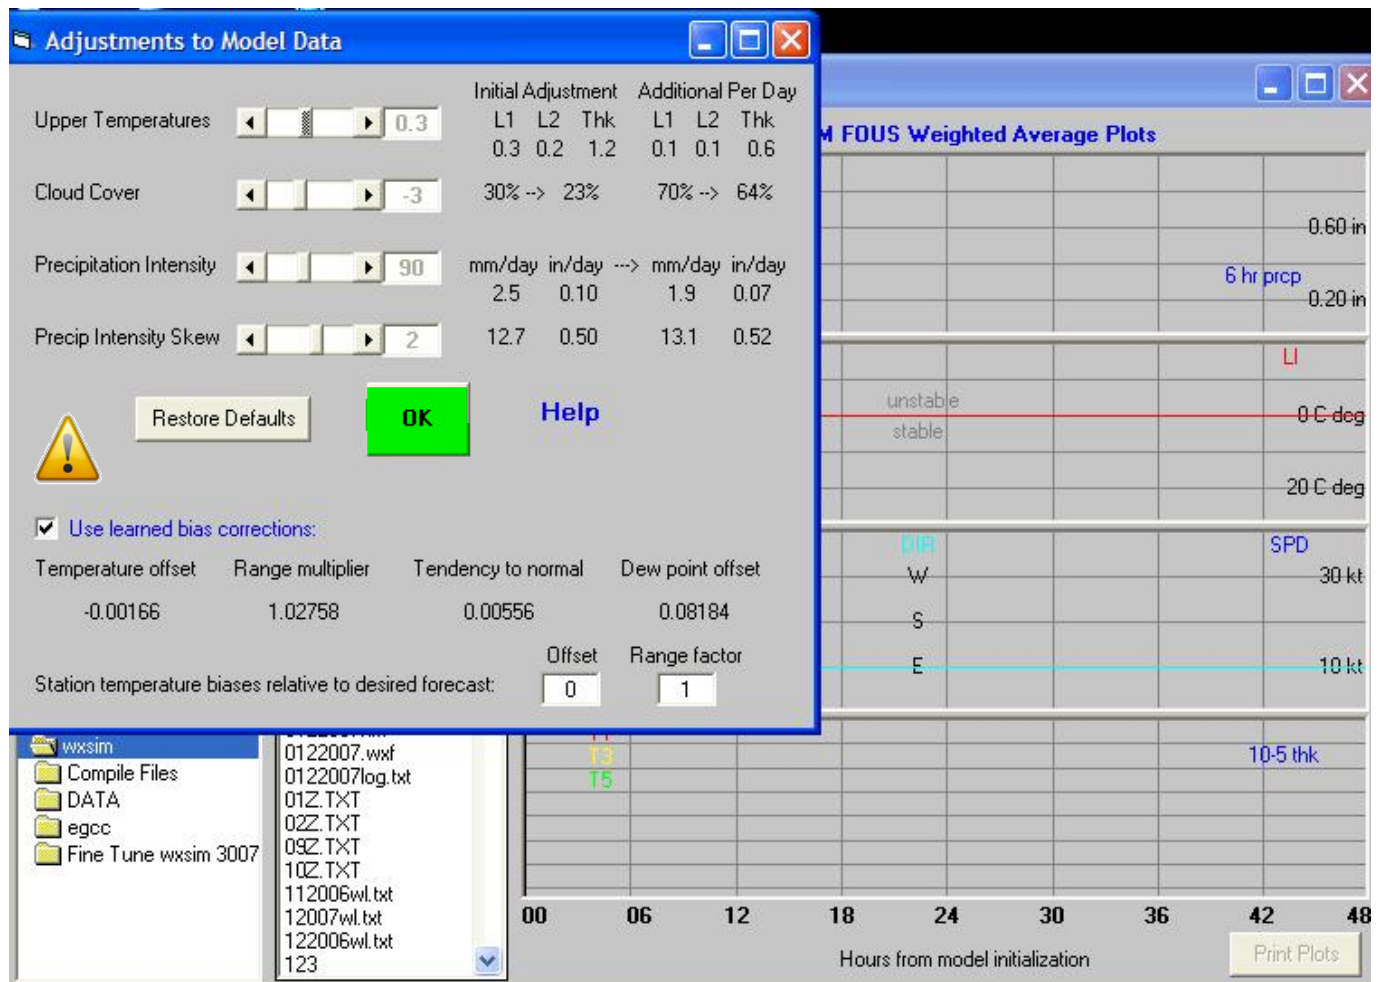 Adjustments to Model Data
Initial Adjustment Additional Per Day
Upper Temperatures 0.3 L1 L2 Thk L1 L2 Thk
0.3 0.2 1.2 0.1 0.1 0.6
Cloud Cover -3 30% --> 23% 70% --> 64%
Precipitation Intensity 90 mm/day in/day ---> mm/day in/day
2.5 0.10 1.9 0.07
Precip Intensity Skew 2 12.7 0.50 13.1 0.52
Restore Defaults OK Help
Use learned bias corrections:
Temperature offset Range multiplier Tendency to normal Dew point offset
-0.00166 1.02758 0.00556 0.08184
Offset Range factor
Station temperature biases relative to desired forecast: 0 1
M FOUS Weighted Average Plots
0.60 in
6 hr prcp
0.20 in
LI
unstable
0 C deg
stable
20 C deg
DIR SPD
W 30 kt
S
E 10 kt
T3 10-5 thk
T5
wxsim
Compile Files
DATA
egcc
Fine Tune wxsim 3007
0122007.wxf
0122007log.txt
01Z.TXT
02Z.TXT
09Z.TXT
10Z.TXT
112006wl.txt
12007wl.txt
122006wl.txt
123
00 06 12 18 24 30 36 42 48
Hours from model initialization
Print Plots